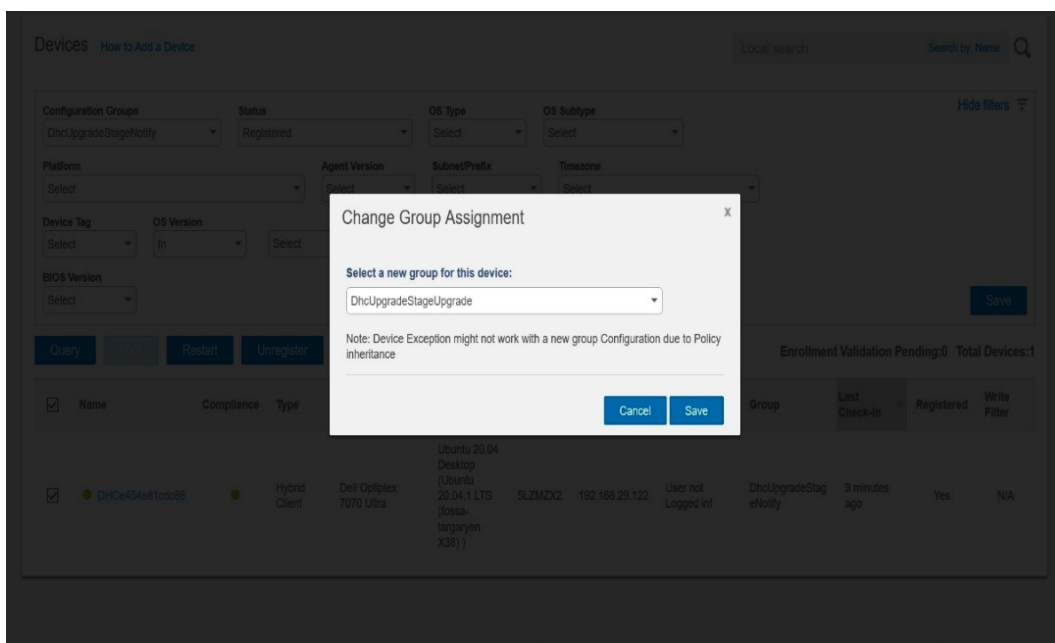 Devices How to Add a Device
Local search Search by: Name
Configuration Groups Status OS Type OS Subtype Hide filters
DhcUpgradeStageNotify Registered Select Select
Platform Agent Version Subnet/Prefix Timezone
Select Select Select Select
Device Tag OS Version
Select In Select
BIOS Version
Select Save
Change Group Assignment x
Select a new group for this device:
DhcUpgradeStageUpgrade
Note: Device Exception might not work with a new group Configuration due to Policy
inheritance
Cancel Save
Query Restart Unregister Enrollment Validation Pending:0 Total Devices:1
Name Compliance Type Group Last Check-in Registered Write Filter
DHCe454e81cdc86 Hybrid Client Dell Optiplex 7070 Ultra
Ubuntu 20.04
Desktop
(Ubuntu
20.04.1 LTS
(fossa-
targaryen
X38) )
5LZMZX2 192.168.29.122 User not Logged in! DhcUpgradeStageNotify 9 minutes ago Yes N/A